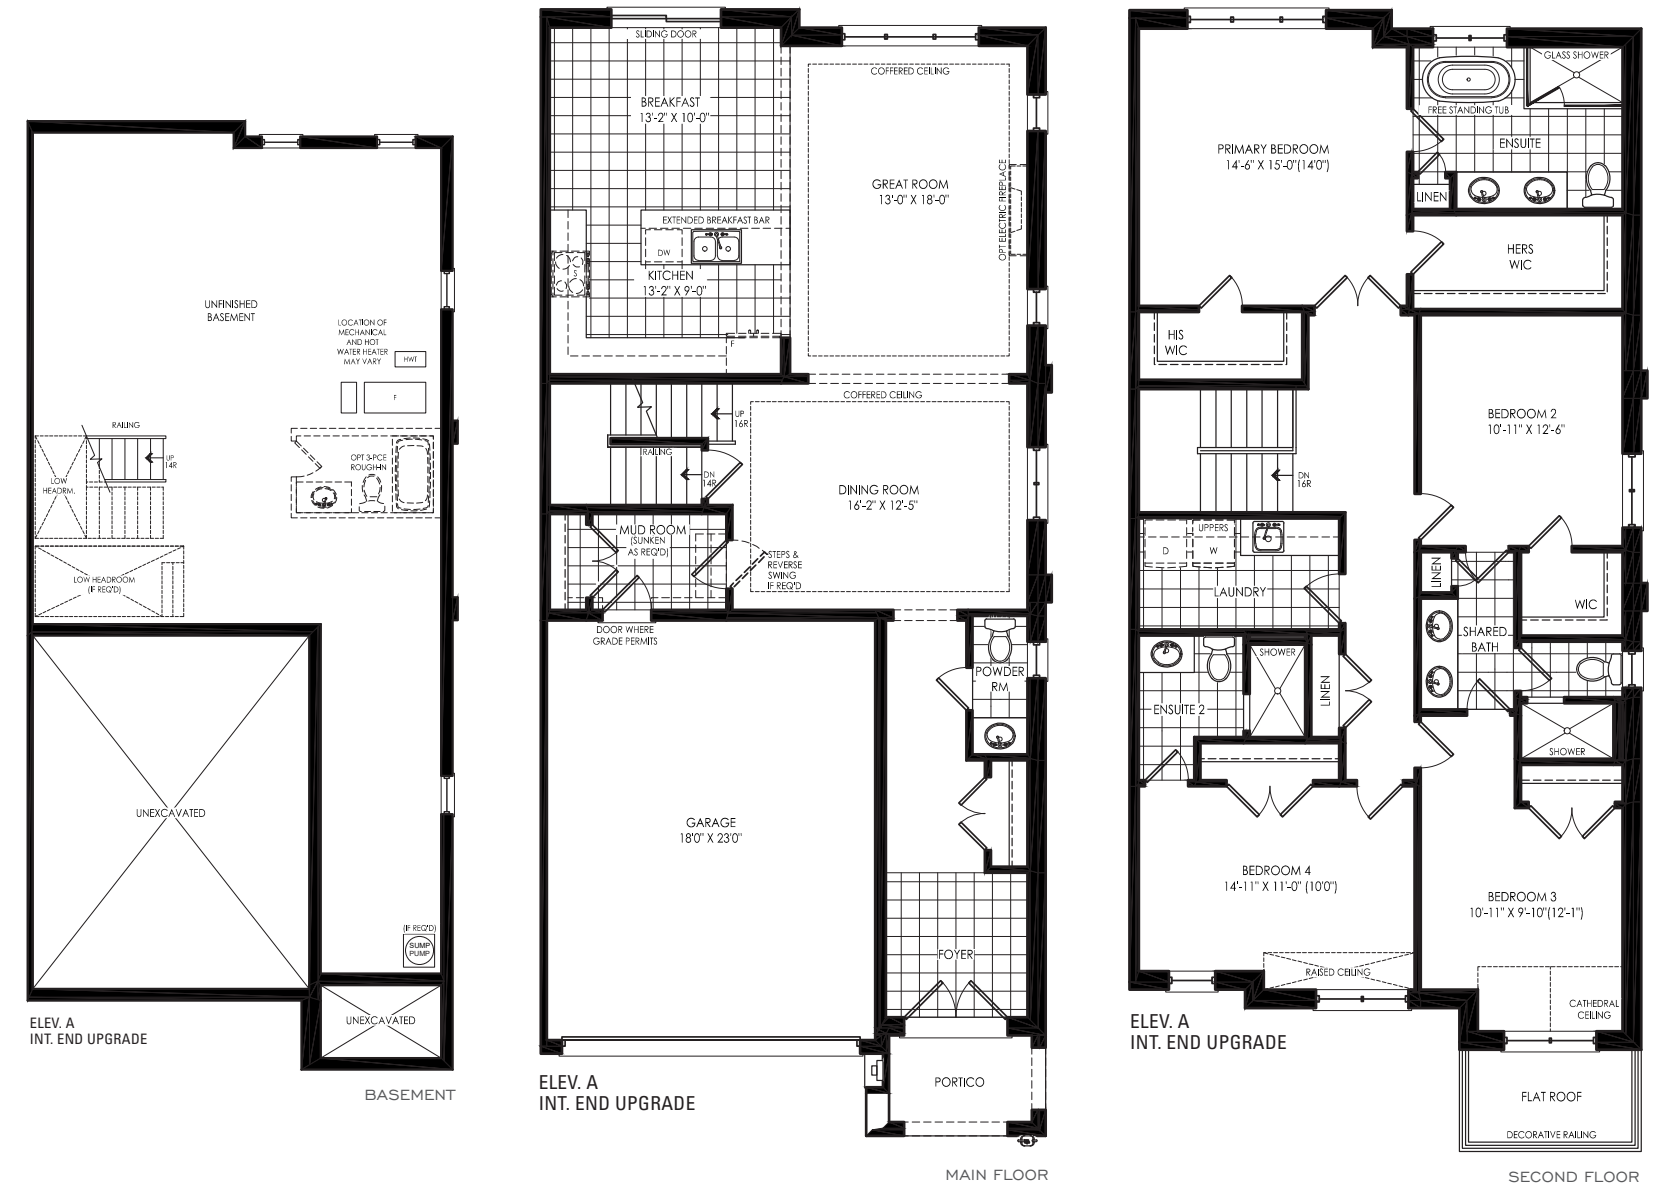 UNFINISHED
BASEMENT
LOCATION OF
MECHANICAL
AND HOT
WATER HEATER
MAY VARY
HWT
F
RAILING
UP
14R
LOW
HEADRM.
OPT 3-PCE
ROUGH-IN
LOW HEADROOM
(IF REQ'D)
UNEXCAVATED
(IF REQ'D)
SUMP
PUMP
UNEXCAVATED
ELEV. A
INT. END UPGRADE
BASEMENT
SLIDING DOOR
BREAKFAST
13'-2" X 10'-0"
COFFERED CEILING
GREAT ROOM
13'-0" X 18'-0"
OPT ELECTRIC FIREPLACE
EXTENDED BREAKFAST BAR
DW
S
KITCHEN
13'-2" X 9'-0"
F
COFFERED CEILING
UP
16R
RAILING
DN
14R
DINING ROOM
16'-2" X 12'-5"
MUD ROOM
(SUNKEN
AS REQ'D)
STEPS &
REVERSE
SWING
IF REQ'D
DOOR WHERE
GRADE PERMITS
POWDER
RM
GARAGE
18'0" X 23'0"
FOYER
PORTICO
ELEV. A
INT. END UPGRADE
MAIN FLOOR
GLASS SHOWER
FREE STANDING TUB
ENSUITE
PRIMARY BEDROOM
14'-6" X 15'-0"(14'0")
LINEN
HERS
WIC
HIS
WIC
BEDROOM 2
10'-11" X 12'-6"
DN
16R
UPPERS
D
W
LAUNDRY
LINEN
WIC
SHARED
BATH
SHOWER
LINEN
ENSUITE 2
SHOWER
BEDROOM 4
14'-11" X 11'-0" (10'0")
BEDROOM 3
10'-11" X 9'-10"(12'-1")
RAISED CEILING
CATHEDRAL
CEILING
ELEV. A
INT. END UPGRADE
FLAT ROOF
DECORATIVE RAILING
SECOND FLOOR